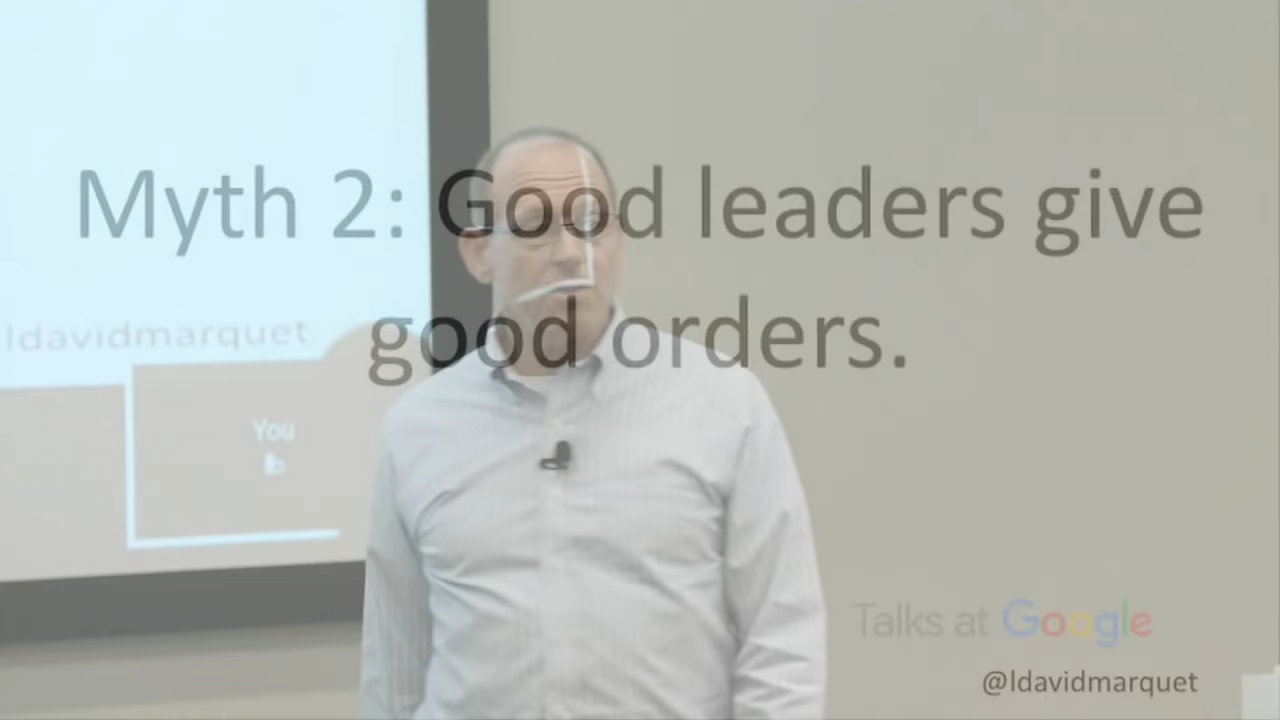 Myth 2: Good leaders give
good orders.
ldavidmarquet
You
Talks at Google
@ldavidmarquet